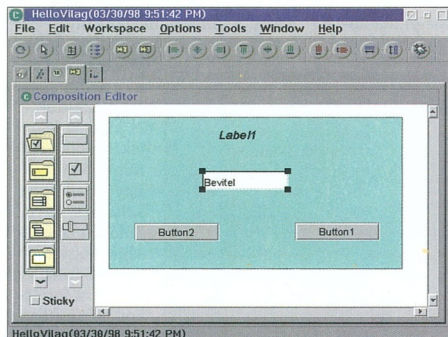 HelloVilag(03/30/98 9:51:42 PM)
File Edit Workspace Options Tools Window Help
Composition Editor
Label1
Bevitel
Button2 Button1
Sticky
HelloVilag(03/30/98 9:51:42 PM)